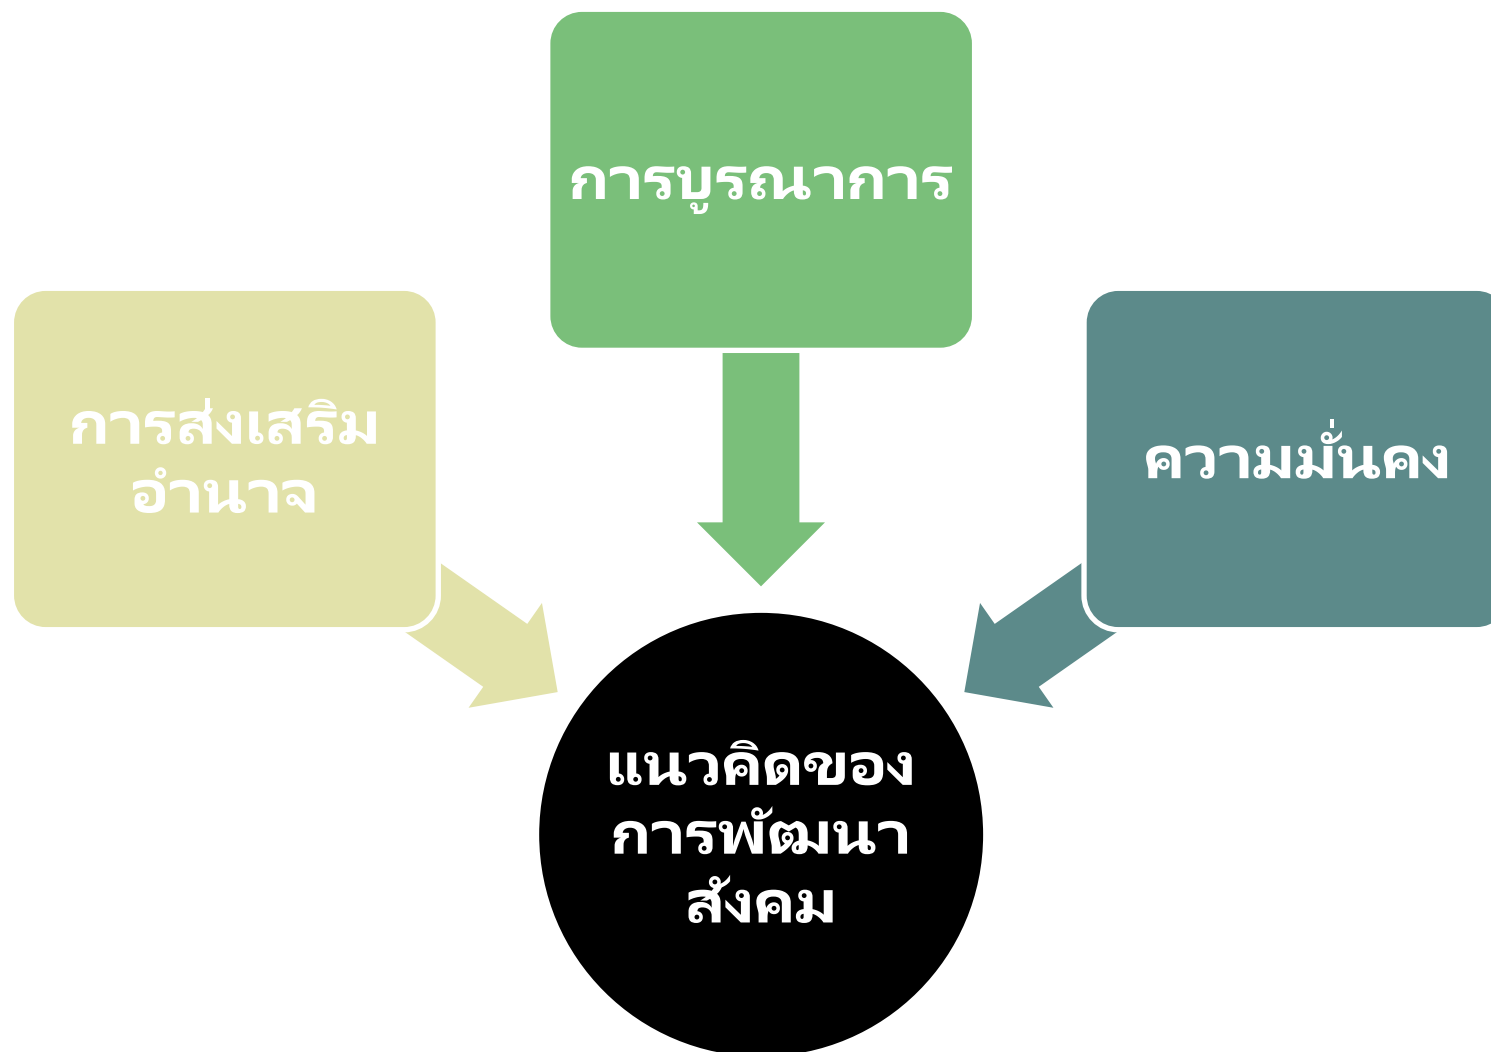 การบูรณาการ
การส่งเสริม
อำนาจ
ความมั่นคง
แนวคิดของ
การพัฒนา
สังคม